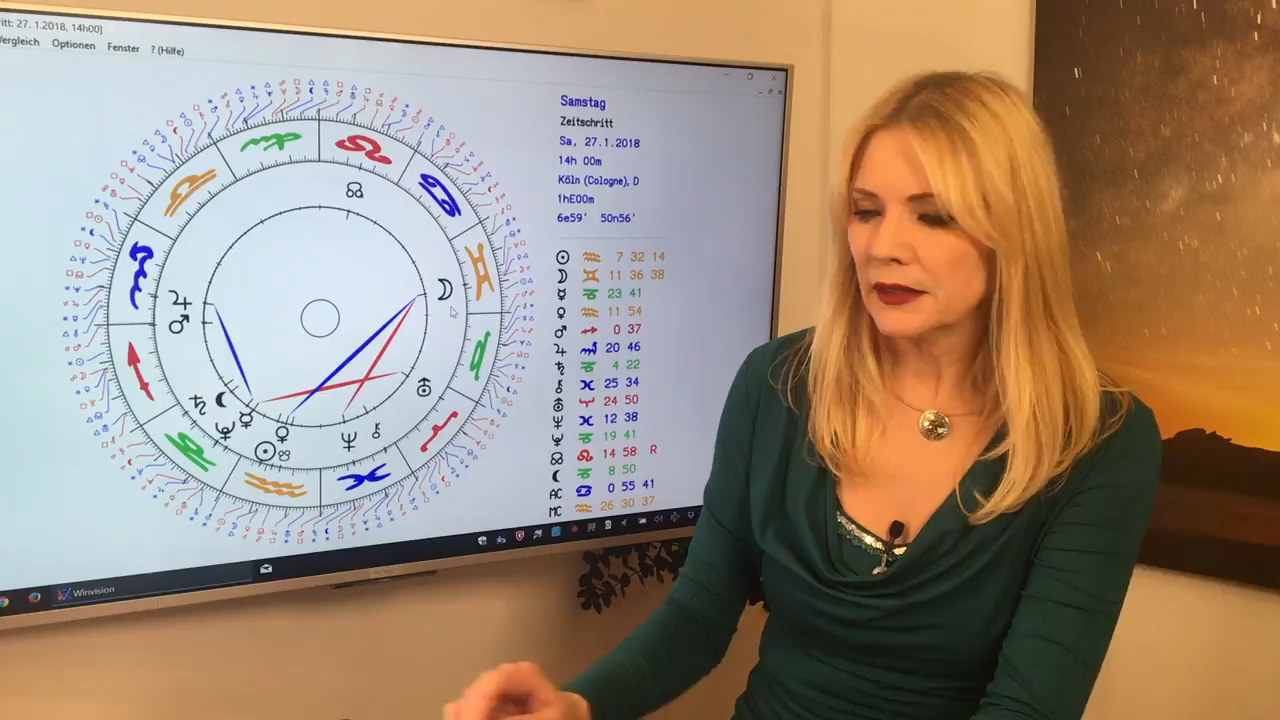 ritt: 27. 1.2018, 14h00]
Vergleich Optionen Fenster ? (Hilfe)
Samstag
Zeitschritt
Sa, 27.1.2018
14h 00m
Köln (Cologne), D
1hE00m
6e59' 50n56'
☉ ♒ 7 32 14
☽ ♊ 11 36 38
☿ ♑ 23 41
♀ ♒ 11 54
♂ ♐ 0 37
♃ ♏ 20 46
♄ ♑ 4 22
⚷ ♓ 25 34
♅ ♈ 24 50
♆ ♓ 12 38
♇ ♑ 19 41
☊ ♌ 14 58 R
⚸ ♑ 8 50
AC ♋ 0 55 41
MC ♒ 26 30 37
Winvision